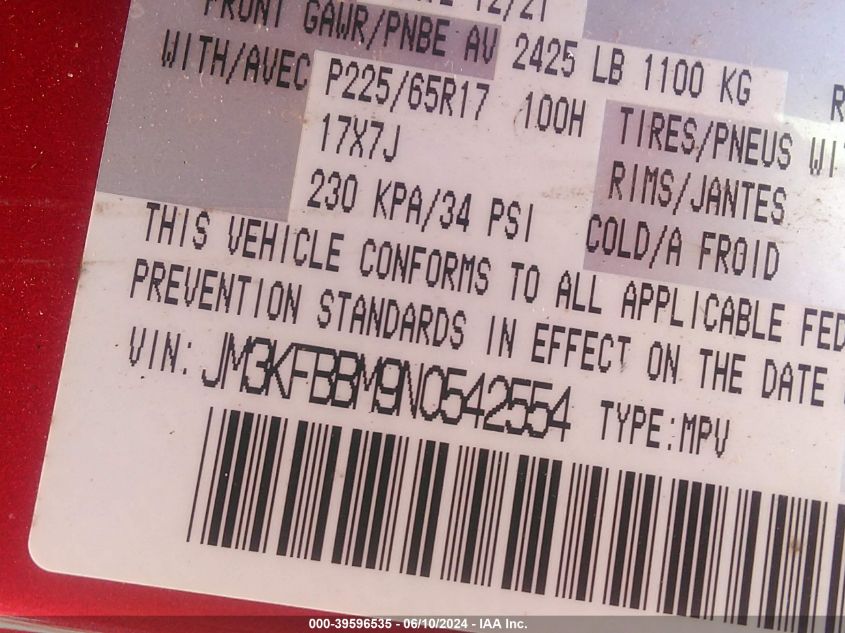 12/21
FRONT GAWR/PNBE AV 2425 LB 1100 KG
WITH/AVEC P225/65R17 100H TIRES/PNEUS
17X7J RIMS/JANTES
230 KPA/34 PSI COLD/A FROID
THIS VEHICLE CONFORMS TO ALL APPLICABLE FED
PREVENTION STANDARDS IN EFFECT ON THE DATE
VIN: JM3KFBBM9N0542554 TYPE:MPV
000-39596535 - 06/10/2024 - IAA Inc.